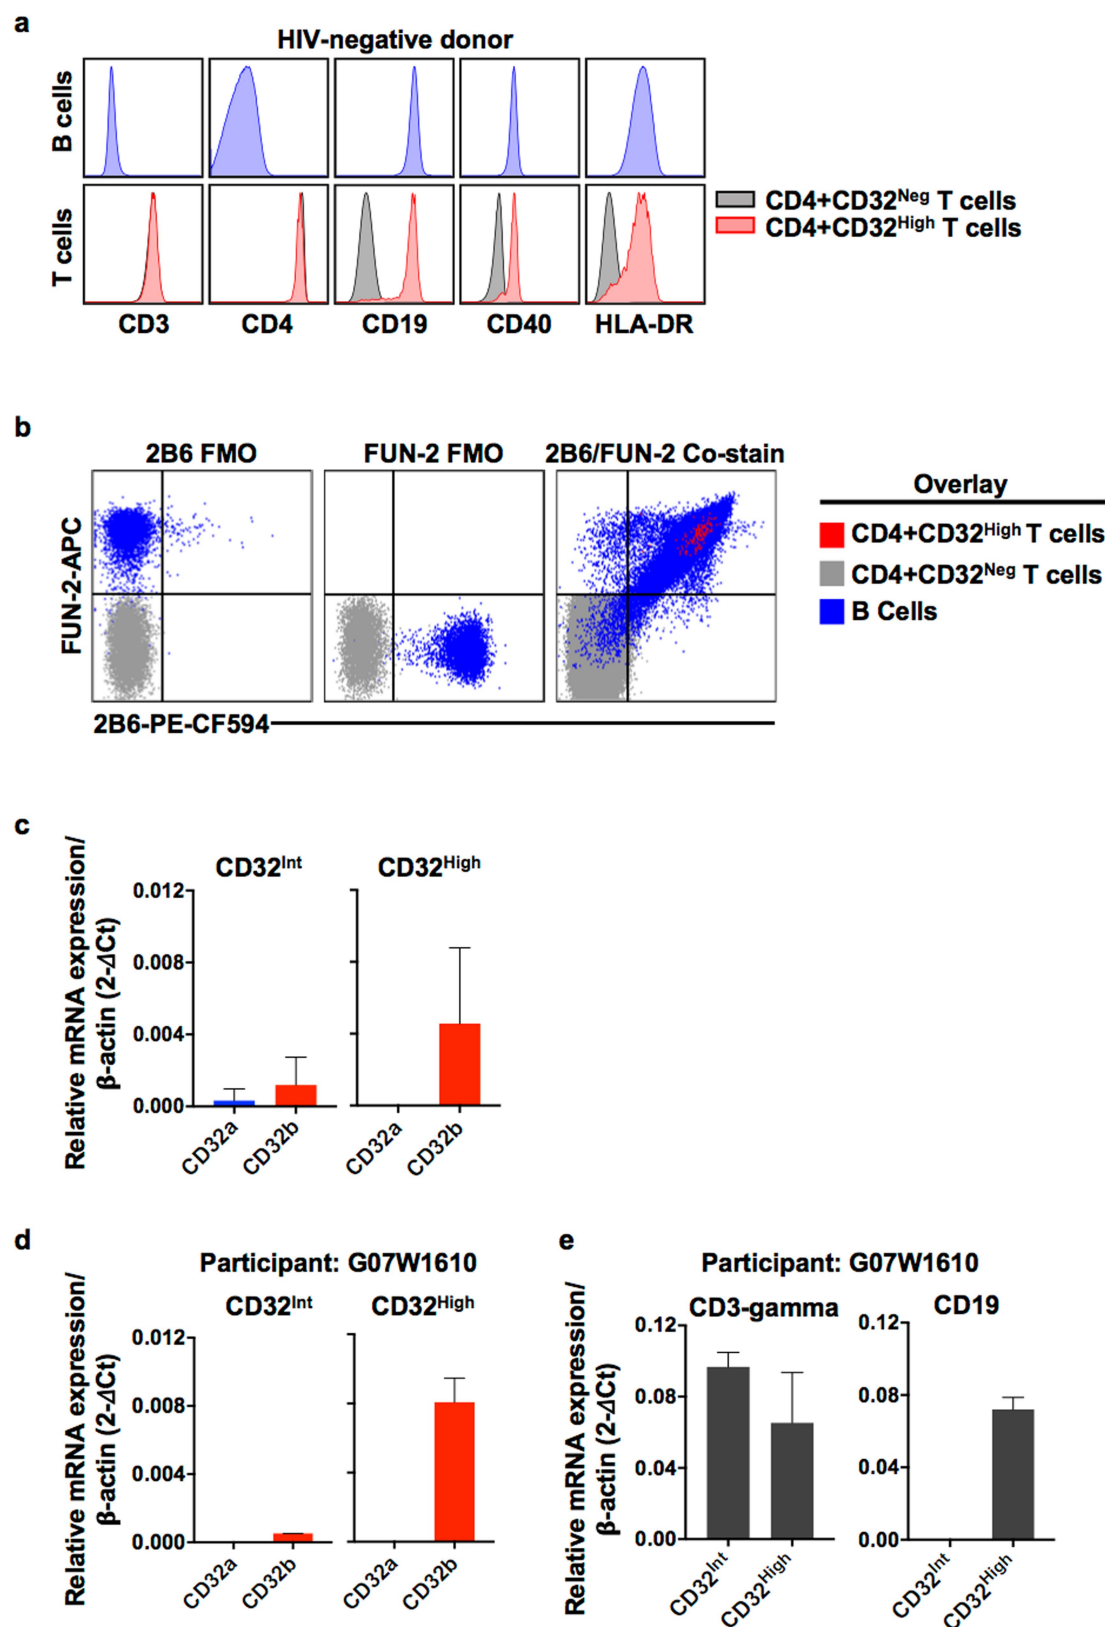 a
HIV-negative donor
B cells
T cells
CD4+CD32Neg T cells
CD4+CD32High T cells
CD3 CD4 CD19 CD40 HLA-DR
b
2B6 FMO FUN-2 FMO 2B6/FUN-2 Co-stain
FUN-2-APC
2B6-PE-CF594
Overlay
CD4+CD32High T cells
CD4+CD32Neg T cells
B Cells
c
Relative mRNA expression/
β-actin (2-ΔCt)
CD32Int CD32High
0.012
0.008
0.004
0.000
CD32a CD32b CD32a CD32b
d
Participant: G07W1610
Relative mRNA expression/
β-actin (2-ΔCt)
CD32Int CD32High
0.012
0.008
0.004
0.000
CD32a CD32b CD32a CD32b
e
Participant: G07W1610
Relative mRNA expression/
β-actin (2-ΔCt)
CD3-gamma CD19
0.12 0.12
0.08 0.08
0.04 0.04
0.00 0.00
CD32Int CD32High CD32Int CD32High